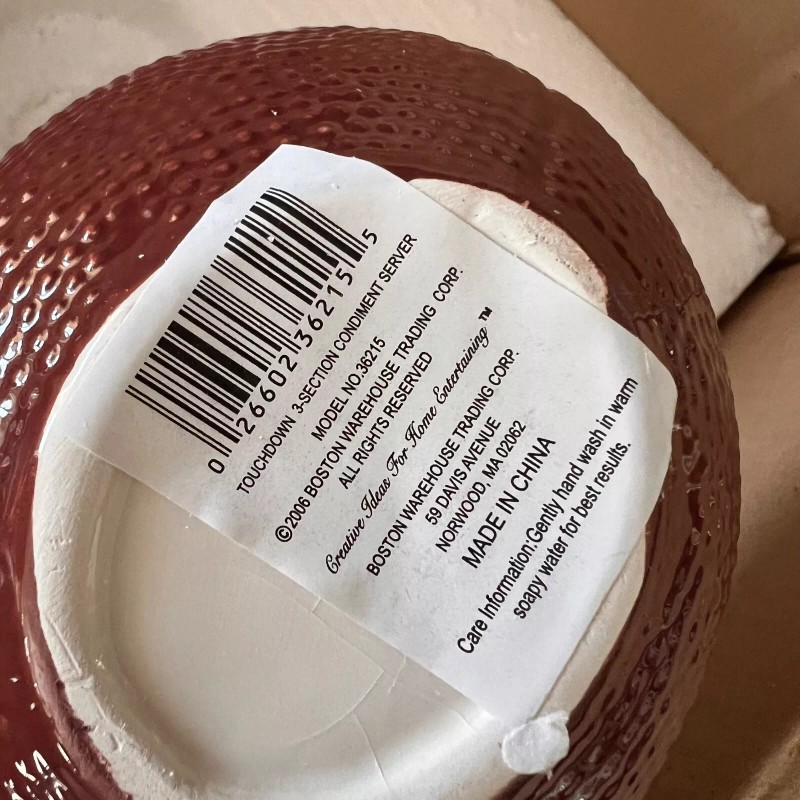 0 26602 36215 5
TOUCHDOWN 3-SECTION CONDIMENT SERVER
MODEL NO.36215
©2006 BOSTON WAREHOUSE TRADING CORP.
ALL RIGHTS RESERVED
Creative Ideas For Home Entertaining™
BOSTON WAREHOUSE TRADING CORP.
59 DAVIS AVENUE
NORWOOD, MA 02062
MADE IN CHINA
Care Information:Gently hand wash in warm
soapy water for best results.